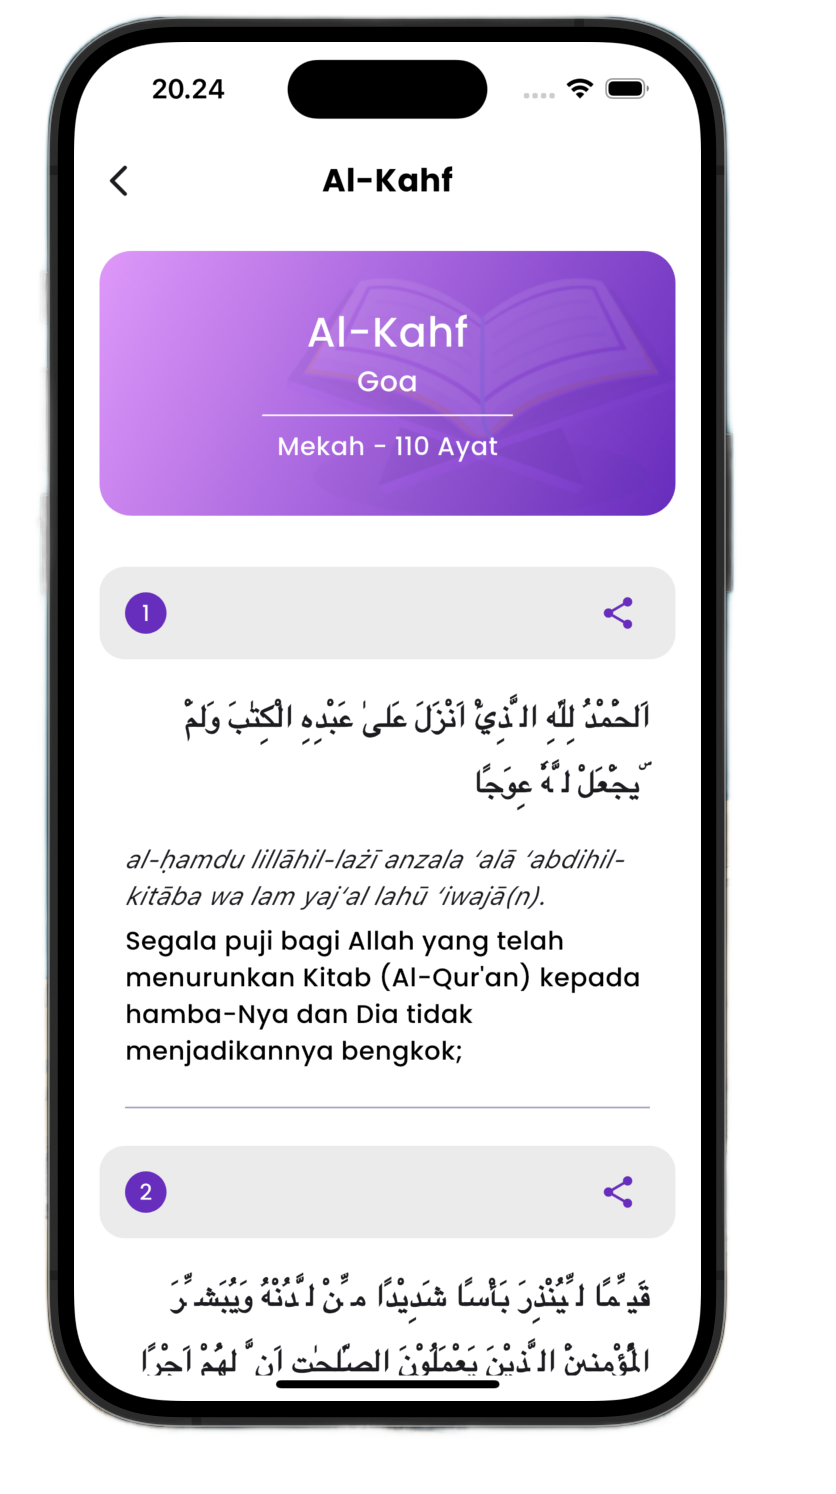 20.24
Al-Kahf
Al-Kahf
Goa
Mekah - 110 Ayat
1
اَلْحَمْدُ لِلّٰهِ الَّذِيْٓ اَنْزَلَ عَلٰى عَبْدِهِ الْكِتٰبَ وَلَمْ
يَجْعَلْ لَّهٗ عِوَجًا ۜ
al-ḥamdu lillāhil-lażī anzala ‘alā ‘abdihil-
kitāba wa lam yaj‘al lahū ‘iwajā(n).
Segala puji bagi Allah yang telah
menurunkan Kitab (Al-Qur'an) kepada
hamba-Nya dan Dia tidak
menjadikannya bengkok;
2
قَيِّمًا لِّيُنْذِرَ بَأْسًا شَدِيْدًا مِّنْ لَّدُنْهُ وَيُبَشِّرَ
الْمُؤْمِنِيْنَ الَّذِيْنَ يَعْمَلُوْنَ الصّٰلِحٰتِ اَنَّ لَهُمْ اَجْرًا